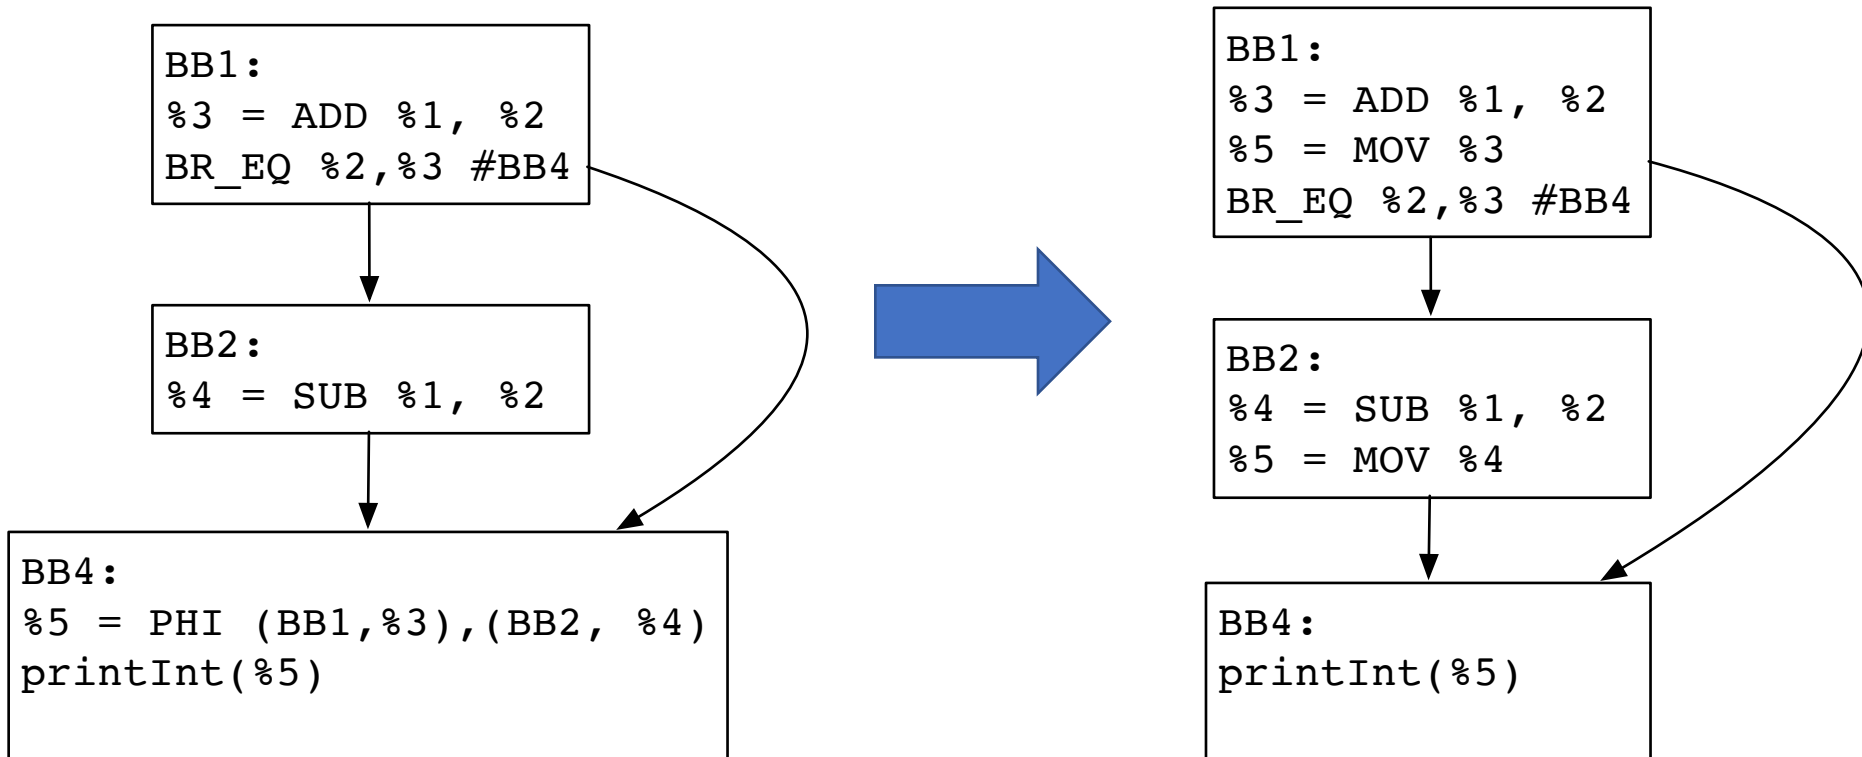 BB1:
%3 = ADD %1, %2
BR_EQ %2,%3 #BB4
BB2:
%4 = SUB %1, %2
BB4:
%5 = PHI (BB1,%3),(BB2, %4)
printInt(%5)
BB1:
%3 = ADD %1, %2
%5 = MOV %3
BR_EQ %2,%3 #BB4
BB2:
%4 = SUB %1, %2
%5 = MOV %4
BB4:
printInt(%5)